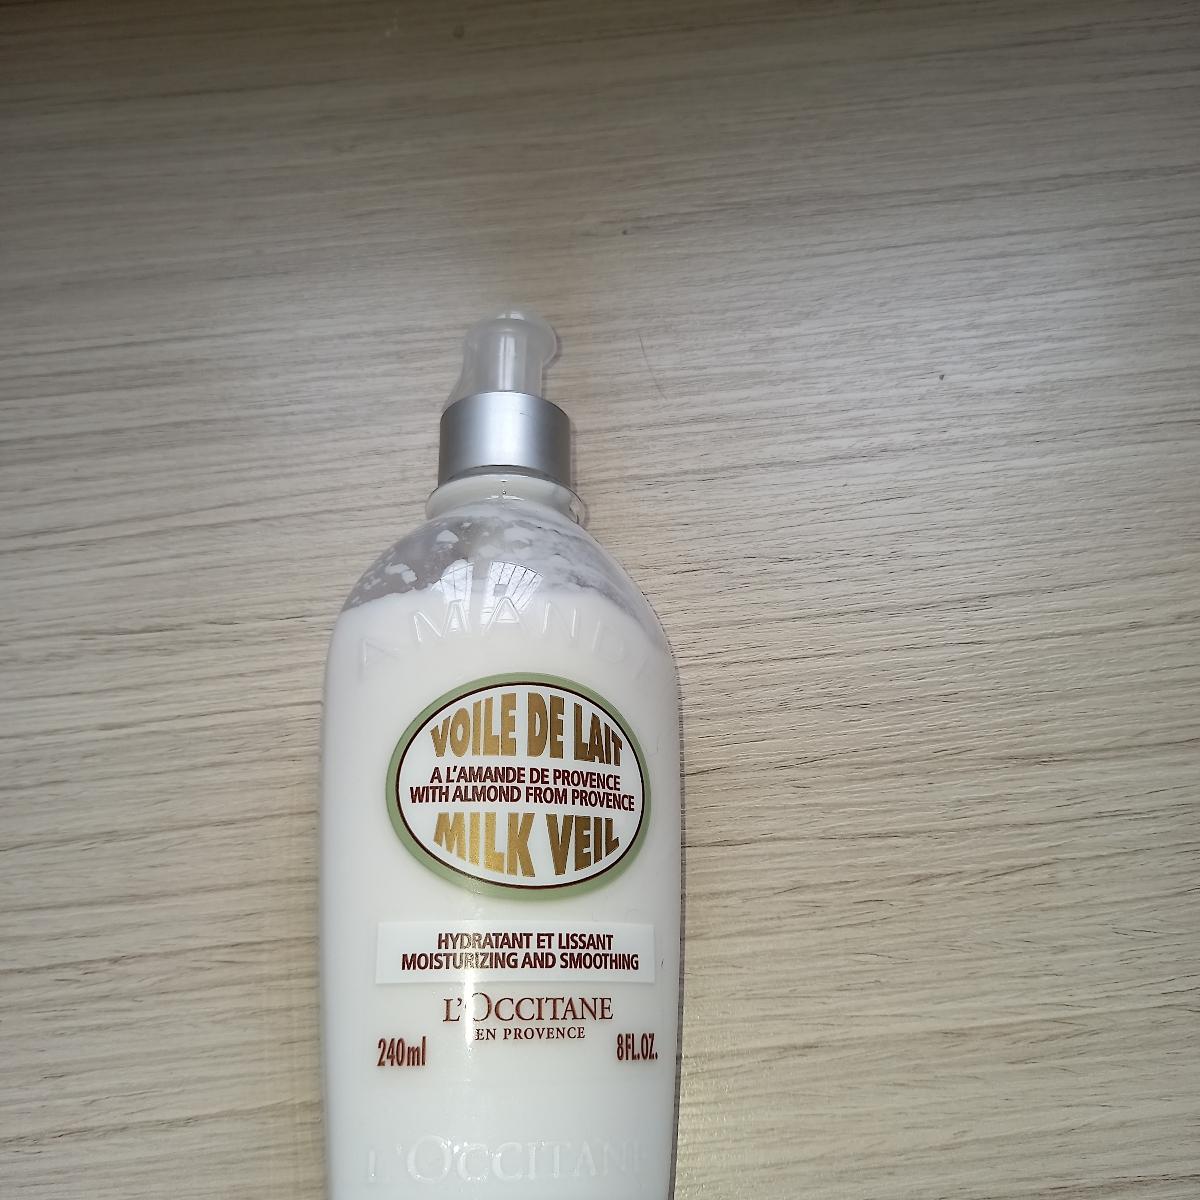 AMANDE
VOILE DE LAIT
A L'AMANDE DE PROVENCE
WITH ALMOND FROM PROVENCE
MILK VEIL
HYDRATANT ET LISSANT
MOISTURIZING AND SMOOTHING
L'OCCITANE
EN PROVENCE
240ml 8FL.OZ.
L'OCCITANE